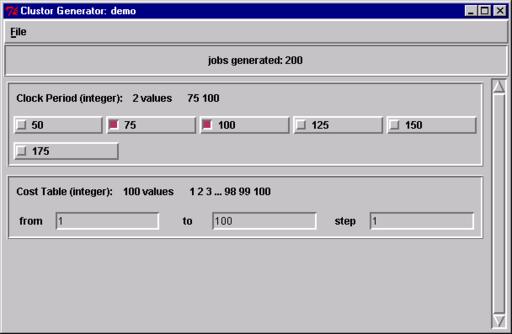 Clustor Generator: demo
File
jobs generated: 200
Clock Period (integer): 2 values 75 100
50 75 100 125 150
175
Cost Table (integer): 100 values 1 2 3 ... 98 99 100
from 1 to 100 step 1